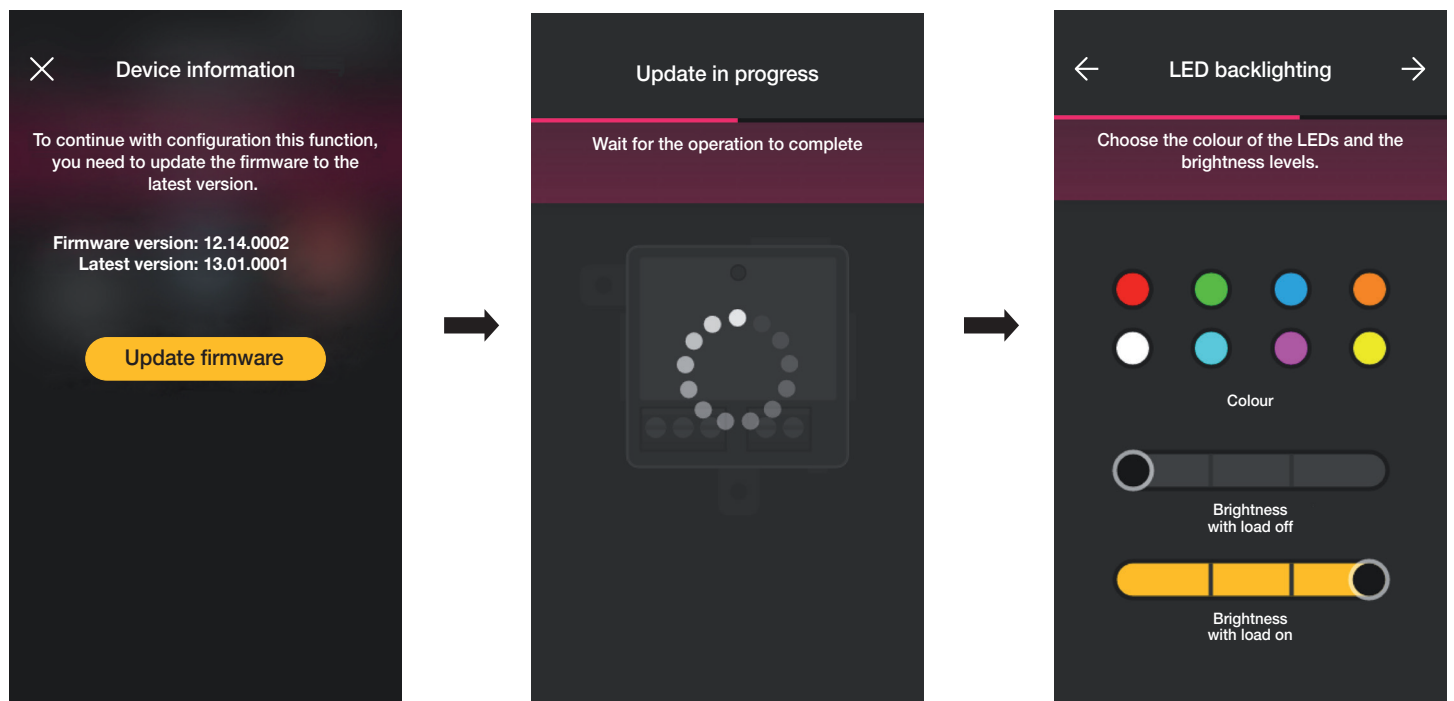 Device information
To continue with configuration this function,
you need to update the firmware to the
latest version.
Firmware version: 12.14.0002
Latest version: 13.01.0001
Update firmware
Update in progress
Wait for the operation to complete
LED backlighting
Choose the colour of the LEDs and the
brightness levels.
Colour
Brightness
with load off
Brightness
with load on